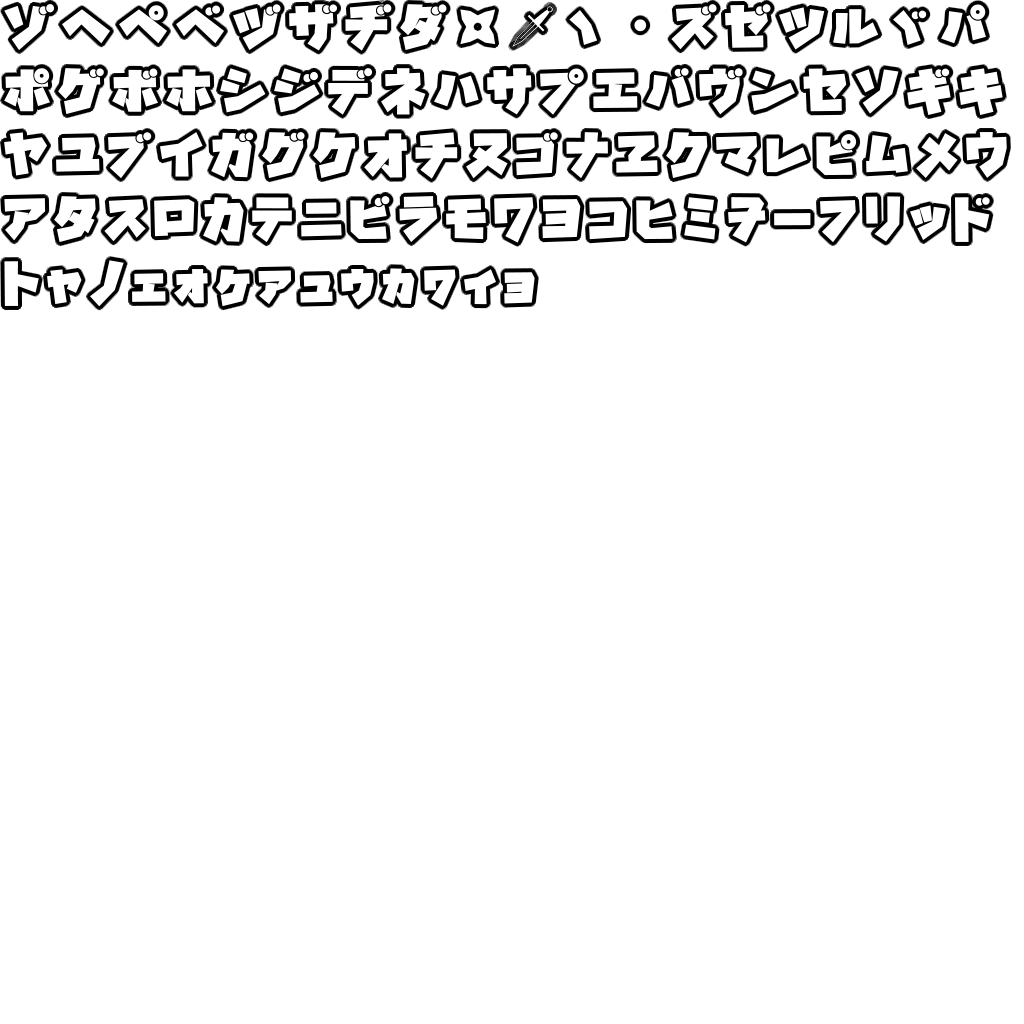 ゾヘペベヅザヂダヽ・ズゼツルヾパ
ポゲボホシジデネハサプエバヴンセソギキ
ヤユブイガグケオチヌゴナヱクマレピムメウ
アタスロカテニビラモワヨコヒミヲーフリッド
トャノェォヶァュゥヵヮィョ